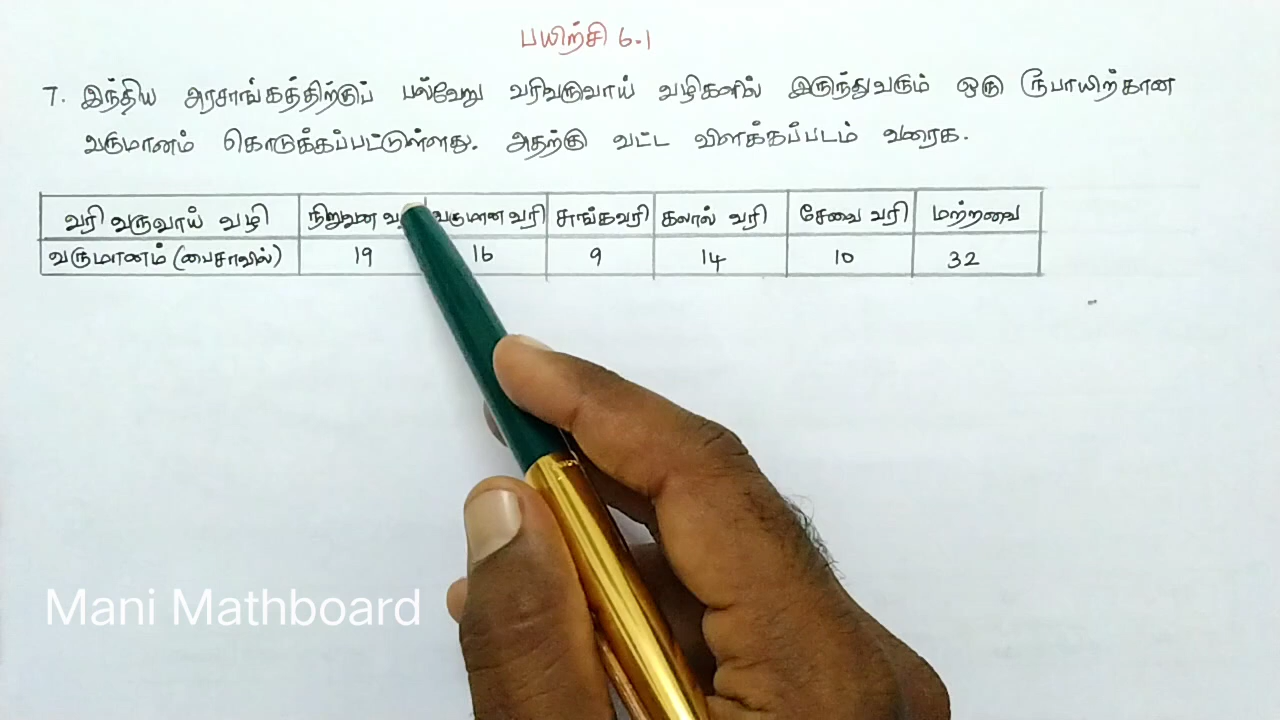 பயிற்சி 6.1
7. இந்திய அரசாங்கத்திற்குப் பல்வேறு வரிவருவாய் வழிகளில் இருந்துவரும் ஒரு ரூபாயிற்கான
வருமானம் கொடுக்கப்பட்டுள்ளது. அதற்கு வட்ட விளக்கப்படம் வரைக.
வரி வருவாய் வழி நிறுவன வருமான வரி சுங்கவரி கலால் வரி சேவை வரி மற்றவை
வருமானம் (பைசாவில்) 19 16 9 14 10 32
Mani Mathboard